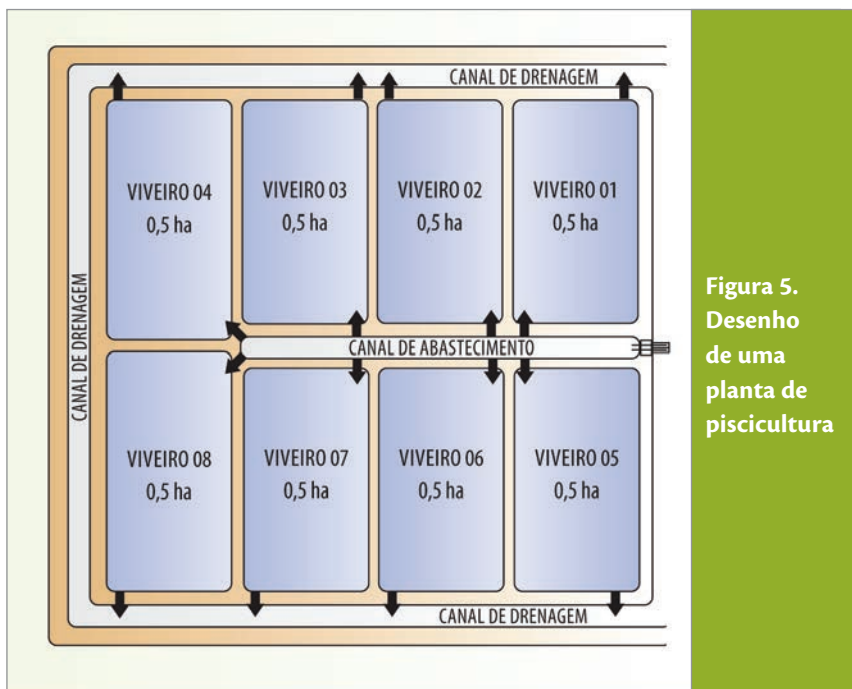 CANAL DE DRENAGEM
VIVEIRO 04
0,5 ha
VIVEIRO 03
0,5 ha
VIVEIRO 02
0,5 ha
VIVEIRO 01
0,5 ha
CANAL DE DRENAGEM
CANAL DE ABASTECIMENTO
VIVEIRO 08
0,5 ha
VIVEIRO 07
0,5 ha
VIVEIRO 06
0,5 ha
VIVEIRO 05
0,5 ha
CANAL DE DRENAGEM
Figura 5.
Desenho
de uma
planta de
piscicultura